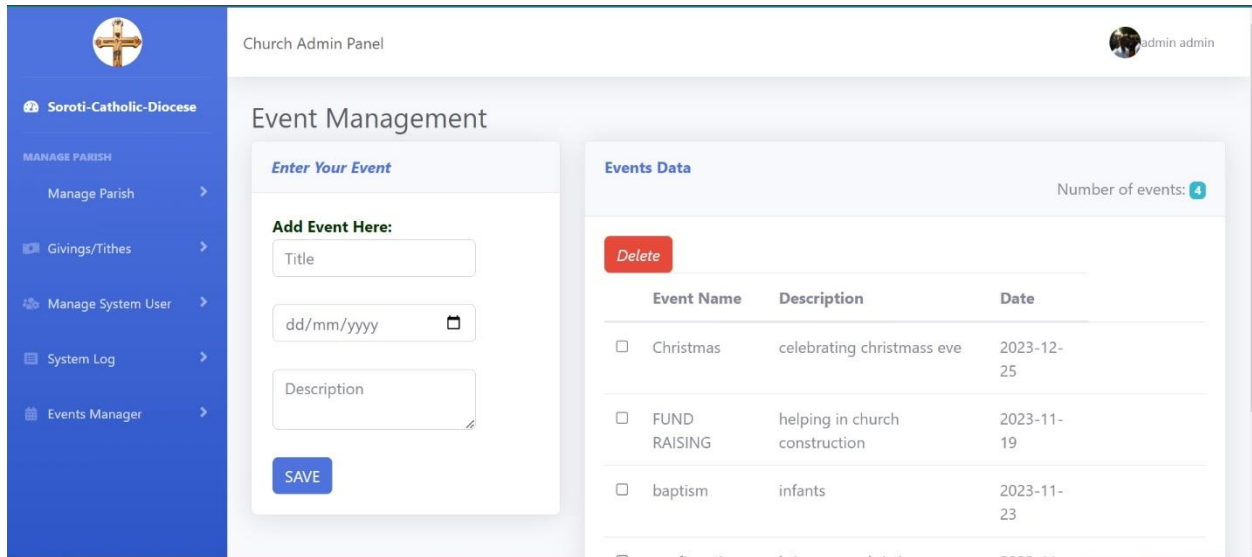 Church Admin Panel
admin admin
Soroti-Catholic-Diocese
MANAGE PARISH
Manage Parish
Givings/Tithes
Manage System User
System Log
Events Manager
Event Management
Enter Your Event
Add Event Here:
Title
dd/mm/yyyy
Description
SAVE
Events Data
Number of events: 4
Delete
Event Name Description Date
Christmas celebrating christmass eve 2023-12-
25
FUND helping in church 2023-11-
RAISING construction 19
baptism infants 2023-11-
23